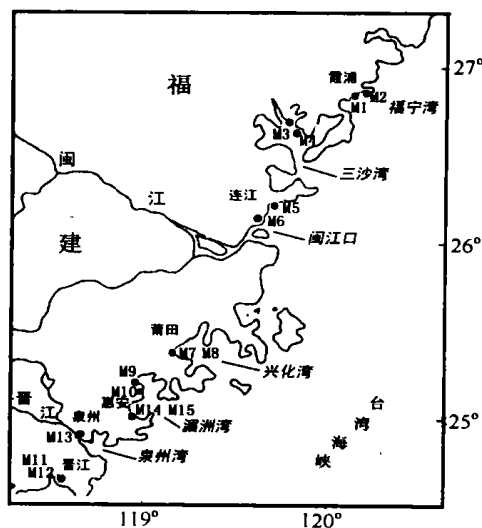 27°
霞浦
福
M2
M1
福宁湾
M3
M4
三沙湾
闽
江
连江
M5
M6
闽江口
建
26°
莆田
M7 M8
兴化湾
M9
M10
惠安
M14 M15
湄洲湾
晋
江
泉州
M13
泉州湾
25°
M11
M12
晋江
台
湾
海
峡
119°
120°